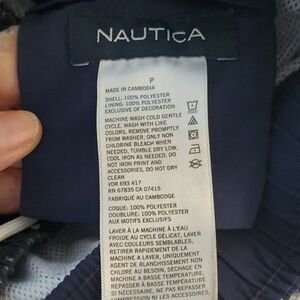 NAUTICA
P
MADE IN CAMBODIA
SHELL: 100% POLYESTER
LINING: 100% POLYESTER
EXCLUSIVE OF DECORATION
MACHINE WASH COLD GENTLE
CYCLE, WASH WITH LIKE
COLORS, REMOVE PROMPTLY
FROM WASHER, ONLY NON
CHLORINE BLEACH WHEN
NEEDED, TUMBLE DRY LOW,
COOL IRON AS NEEDED. DO
NOT IRON PRINT AND
ACCESSORIES, DO NOT DRY
CLEAN
VDR 693 417
RN 67835 CA 07415
FABRIQUÉ AU CAMBODGE
COQUE: 100% POLYESTER
DOUBLURE: 100% POLYESTER
HORS DE DÉCORATION
LAVER À LA MACHINE À L'EAU
FROIDE AU CYCLE DÉLICAT, LAVER
AVEC COULEURS SEMBLABLES,
RETIRER RAPIDEMENT DE LA
MACHINE A LAVER, UNIQUEMENT
AGENT DE BLANCHISSEMENT NON
CHLORE AU BESOIN, SÉCHAGE EN
MACHINE BASSE TEMPÉRATURE
REPASSER À BASSE TEMPÉRATURE
SI NÉCESSAIRE, NE PAS REPASSER